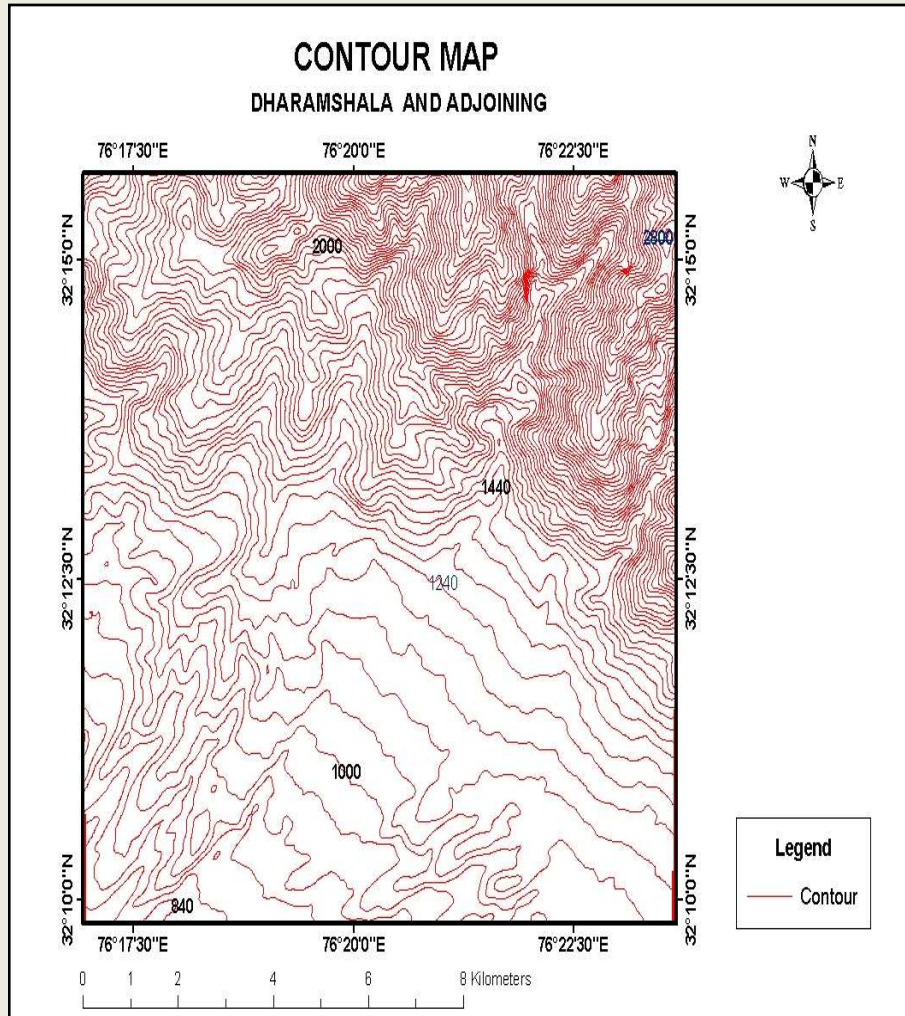 CONTOUR MAP
DHARAMSHALA AND ADJOINING
76°17'30"E 76°20'0"E 76°22'30"E
N
W E
S
2800
2000
32°15'0"N 32°15'0"N
1440
1240
32°12'30"N 32°12'30"N
1000
Legend
Contour
840
32°10'0"N 32°10'0"N
76°17'30"E 76°20'0"E 76°22'30"E
0 1 2 4 6 8 Kilometers